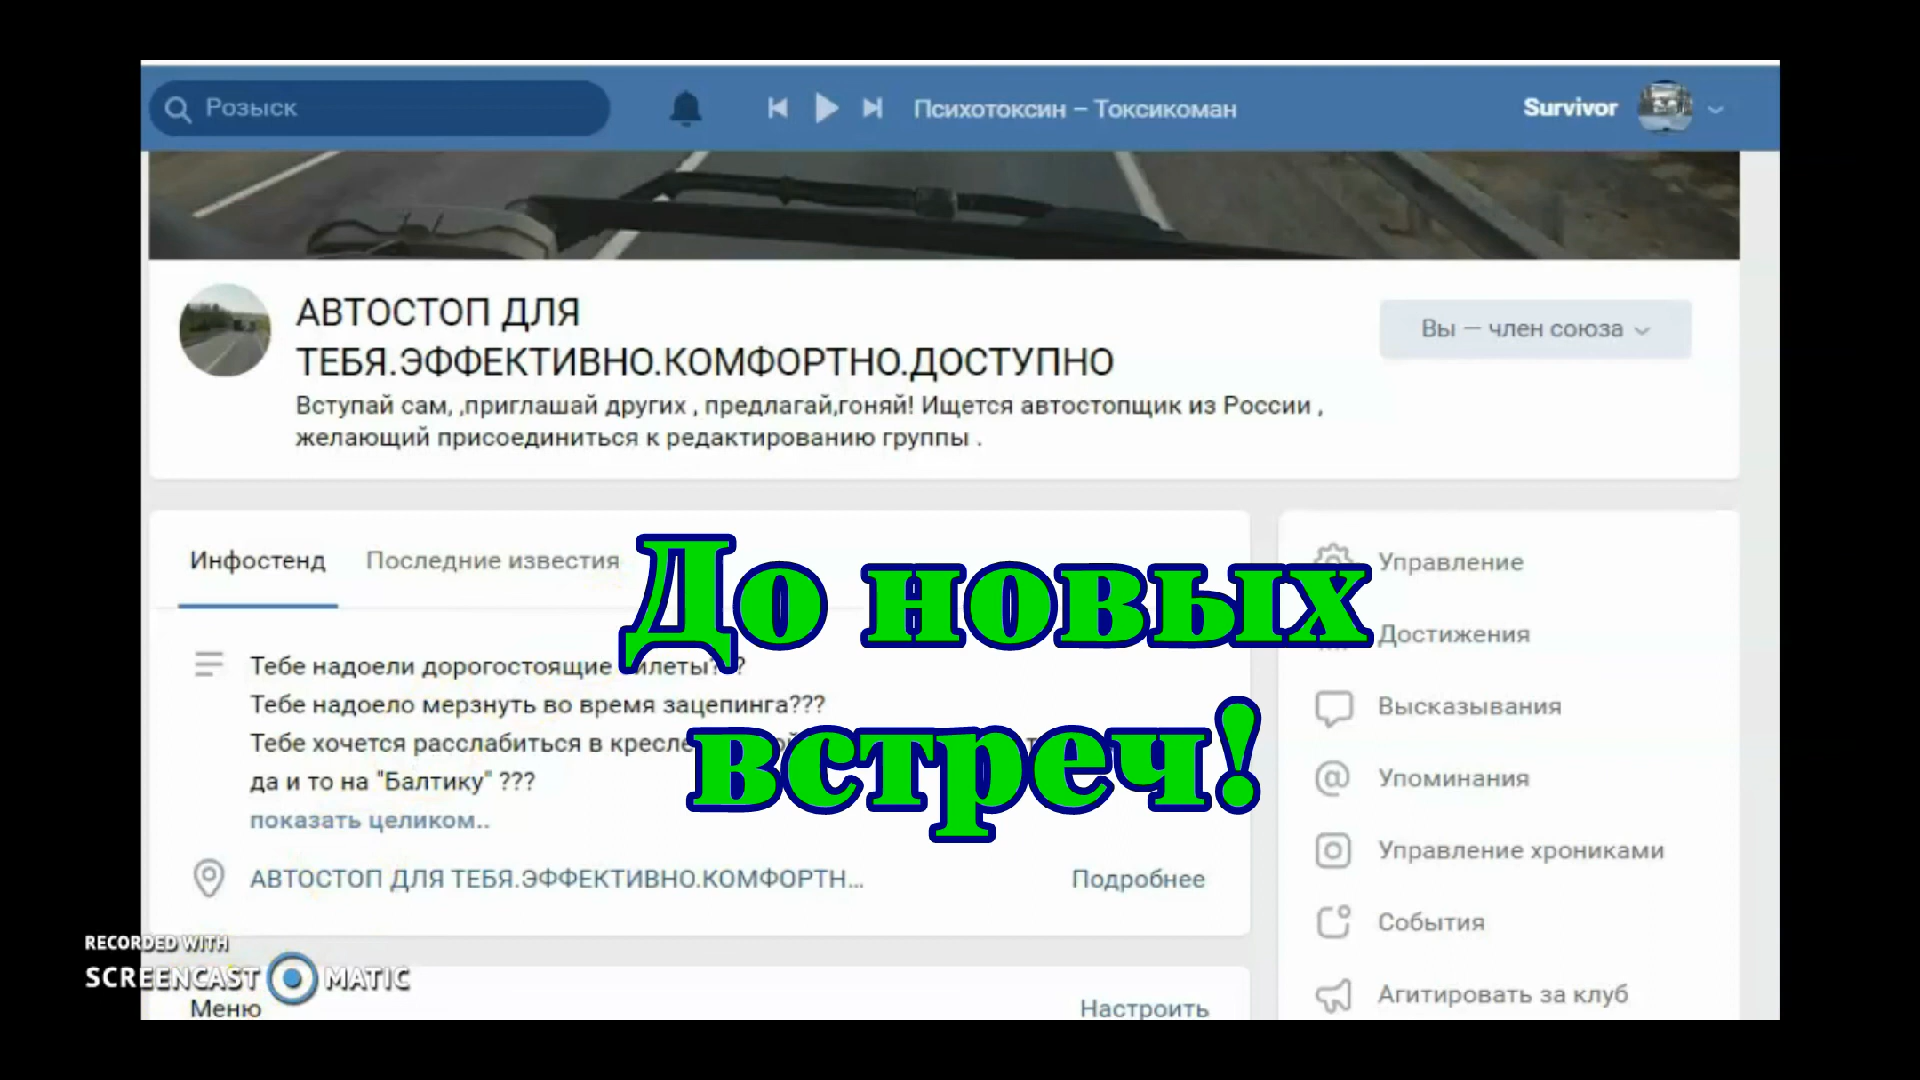 Розыск
Психотоксин – Токсикоман
Survivor
АВТОСТОП ДЛЯ
ТЕБЯ.ЭФФЕКТИВНО.КОМФОРТНО.ДОСТУПНО
Вы — член союза
Вступай сам, ,приглашай других , предлагай,гоняй! Ищется автостопщик из России ,
желающий присоединиться к редактированию группы .
Инфостенд
Последние известия
Тебе надоели дорогостоящие
Тебе надоело мерзнуть во время зацепинга???
Тебе хочется расслабиться в
да и то на "Балтику" ???
показать целиком..
АВТОСТОП ДЛЯ ТЕБЯ.ЭФФЕКТИВНО.КОМФОРТН...
Подробнее
Меню
Настроить
До новых
встреч!
Управление
Достижения
Высказывания
Упоминания
Управление хрониками
События
Агитировать за клуб
RECORDED WITH
SCREENCAST MATIC